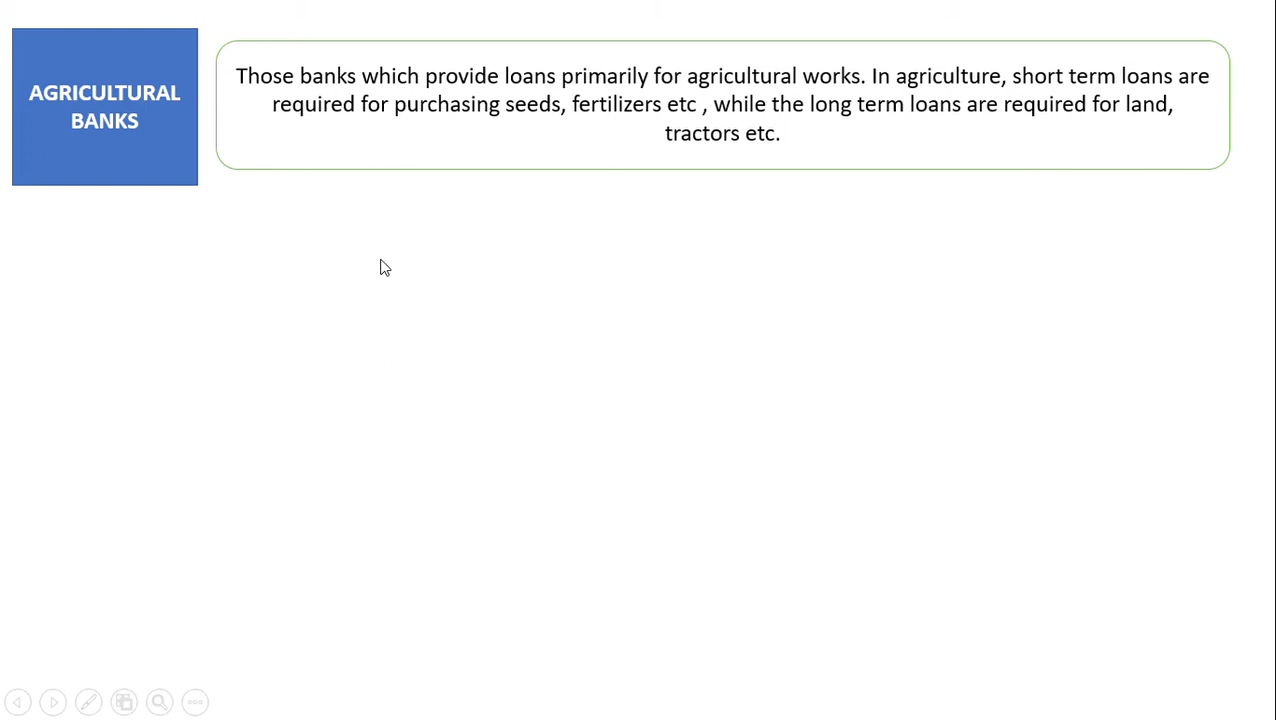 AGRICULTURAL
BANKS
Those banks which provide loans primarily for agricultural works. In agriculture, short term loans are
required for purchasing seeds, fertilizers etc , while the long term loans are required for land,
tractors etc.